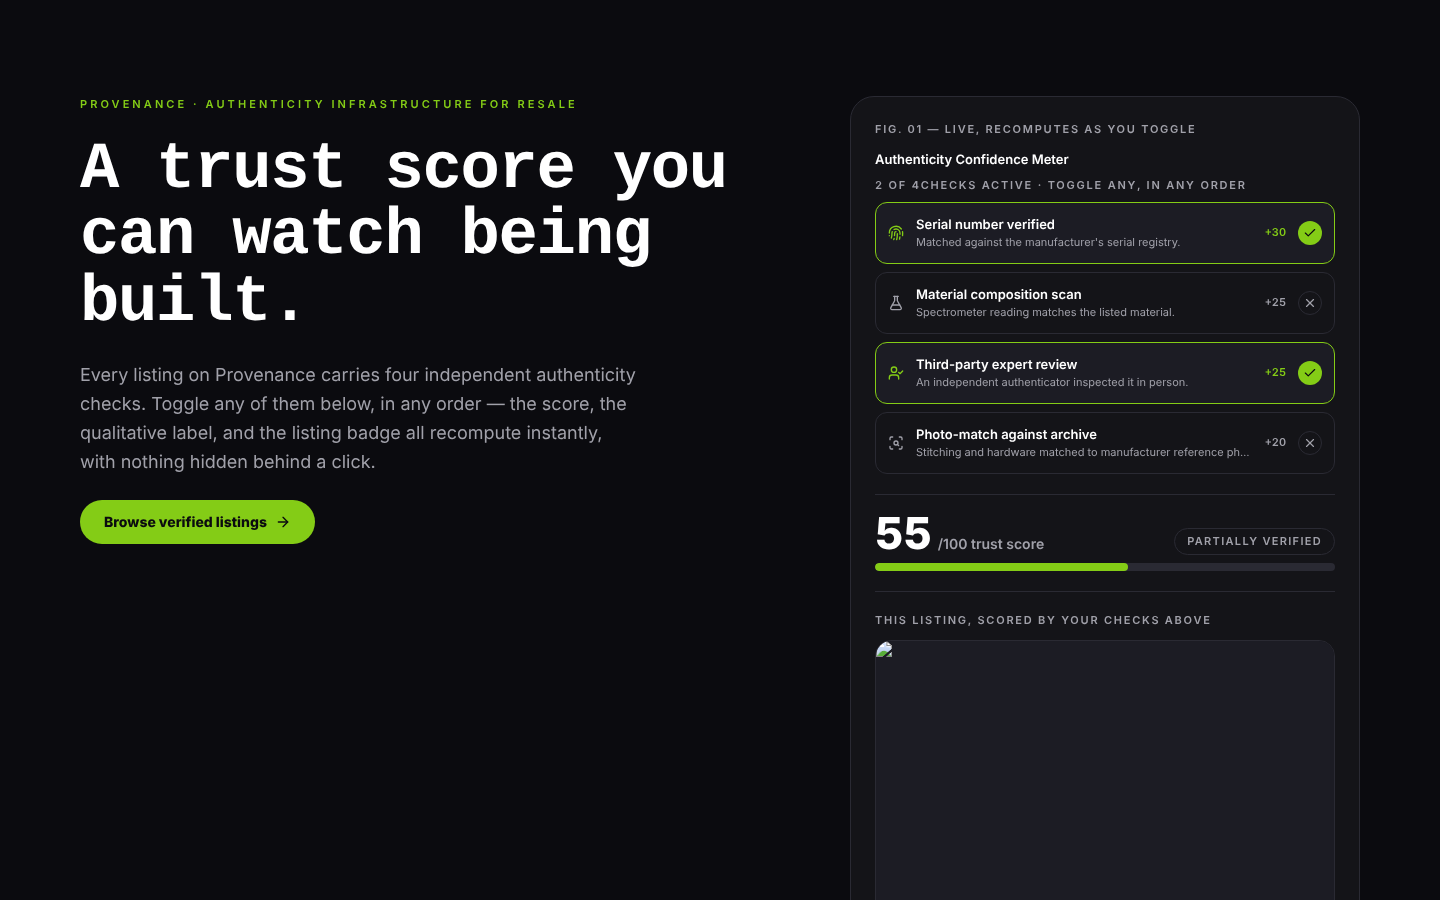 PROVENANCE · AUTHENTICITY INFRASTRUCTURE FOR RESALE
A trust score you
can watch being
built.
Every listing on Provenance carries four independent authenticity
checks. Toggle any of them below, in any order — the score, the
qualitative label, and the listing badge all recompute instantly,
with nothing hidden behind a click.
Browse verified listings
FIG. 01 — LIVE, RECOMPUTES AS YOU TOGGLE
Authenticity Confidence Meter
2 OF 4CHECKS ACTIVE · TOGGLE ANY, IN ANY ORDER
Serial number verified
Matched against the manufacturer's serial registry.
+30
Material composition scan
Spectrometer reading matches the listed material.
+25
Third-party expert review
An independent authenticator inspected it in person.
+25
Photo-match against archive
Stitching and hardware matched to manufacturer reference ph...
+20
55 /100 trust score
PARTIALLY VERIFIED
THIS LISTING, SCORED BY YOUR CHECKS ABOVE